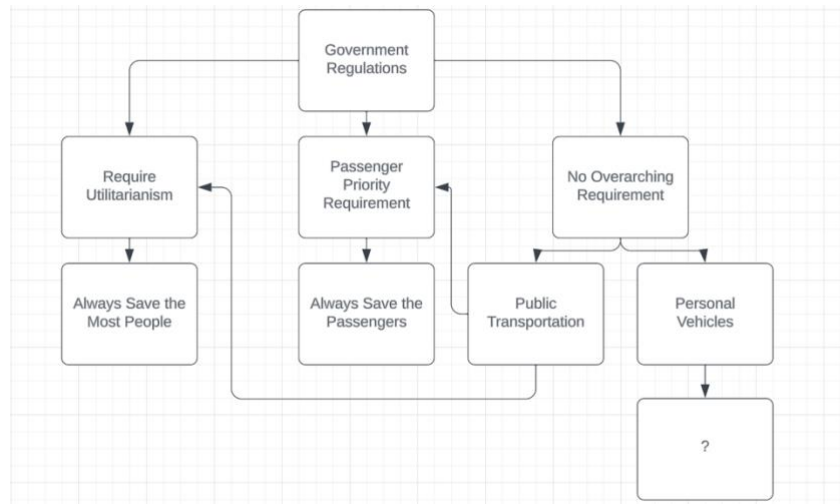 Government
Regulations
Require
Utilitarianism
Passenger
Priority
Requirement
No Overarching
Requirement
Always Save the
Most People
Always Save the
Passengers
Public
Transportation
Personal
Vehicles
?